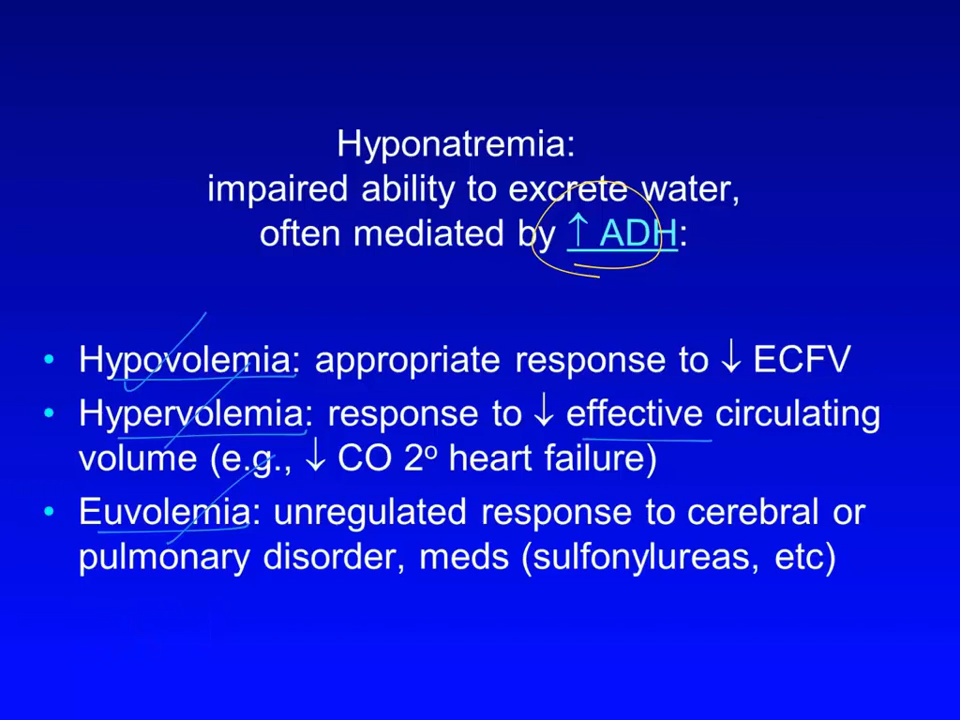 Hyponatremia:
impaired ability to excrete water,
often mediated by ↑ ADH:
• Hypovolemia: appropriate response to ↓ ECFV
• Hypervolemia: response to ↓ effective circulating
volume (e.g., ↓ CO 2º heart failure)
• Euvolemia: unregulated response to cerebral or
pulmonary disorder, meds (sulfonylureas, etc)